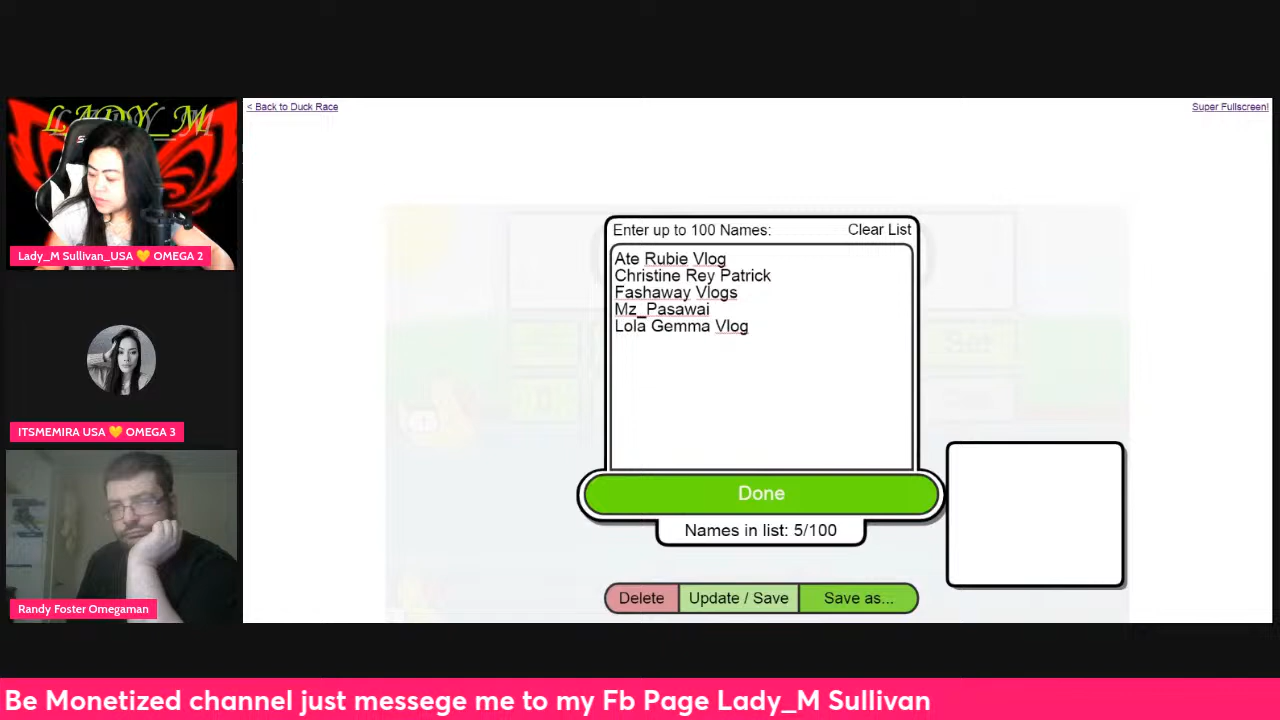 LADY_M
Lady_M Sullivan_USA 💛 OMEGA 2
ITSMEMIRA USA 💛 OMEGA 3
Randy Foster Omegaman
< Back to Duck Race
Super Fullscreen!
Enter up to 100 Names:
Clear List
Ate Rubie Vlog
Christine Rey Patrick
Fashaway Vlogs
Mz_Pasawai
Lola Gemma Vlog
Done
Names in list: 5/100
Delete
Update / Save
Save as...
Be Monetized channel just messege me to my Fb Page Lady_M Sullivan